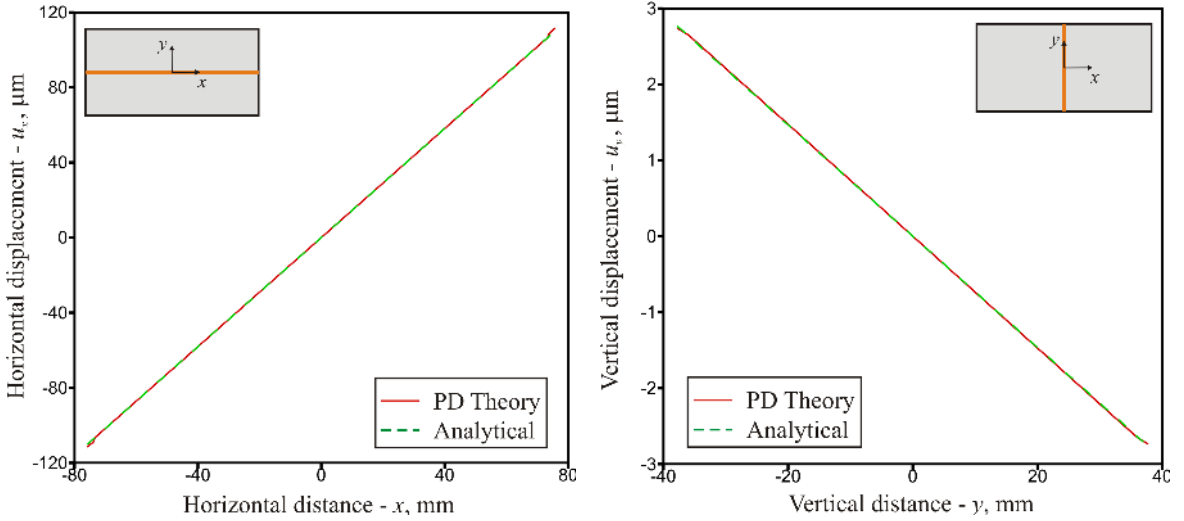 120
80
40
0
-40
-80
-120
-80
-40
0
40
80
Horizontal displacement - uₓ, µm
Horizontal distance - x, mm
y
x
PD Theory
Analytical
3
2
1
0
-1
-2
-3
-40
-20
0
20
40
Vertical displacement - uᵧ, µm
Vertical distance - y, mm
y
x
PD Theory
Analytical